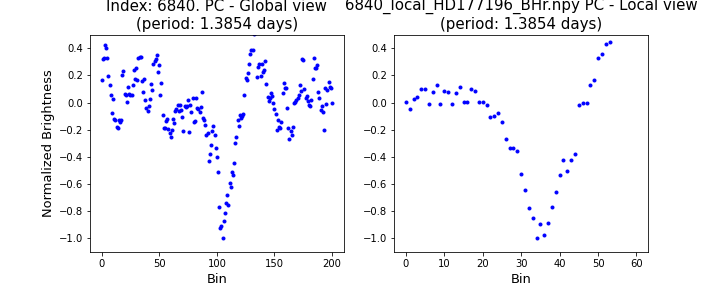 Index: 6840. PC - Global view
(period: 1.3854 days)
6840_local_HD177196_BHr.npy PC - Local view
(period: 1.3854 days)
Normalized Brightness
0.4
0.2
0.0
−0.2
−0.4
−0.6
−0.8
−1.0
0 50 100 150 200
Bin
0.4
0.2
0.0
−0.2
−0.4
−0.6
−0.8
−1.0
0 10 20 30 40 50 60
Bin